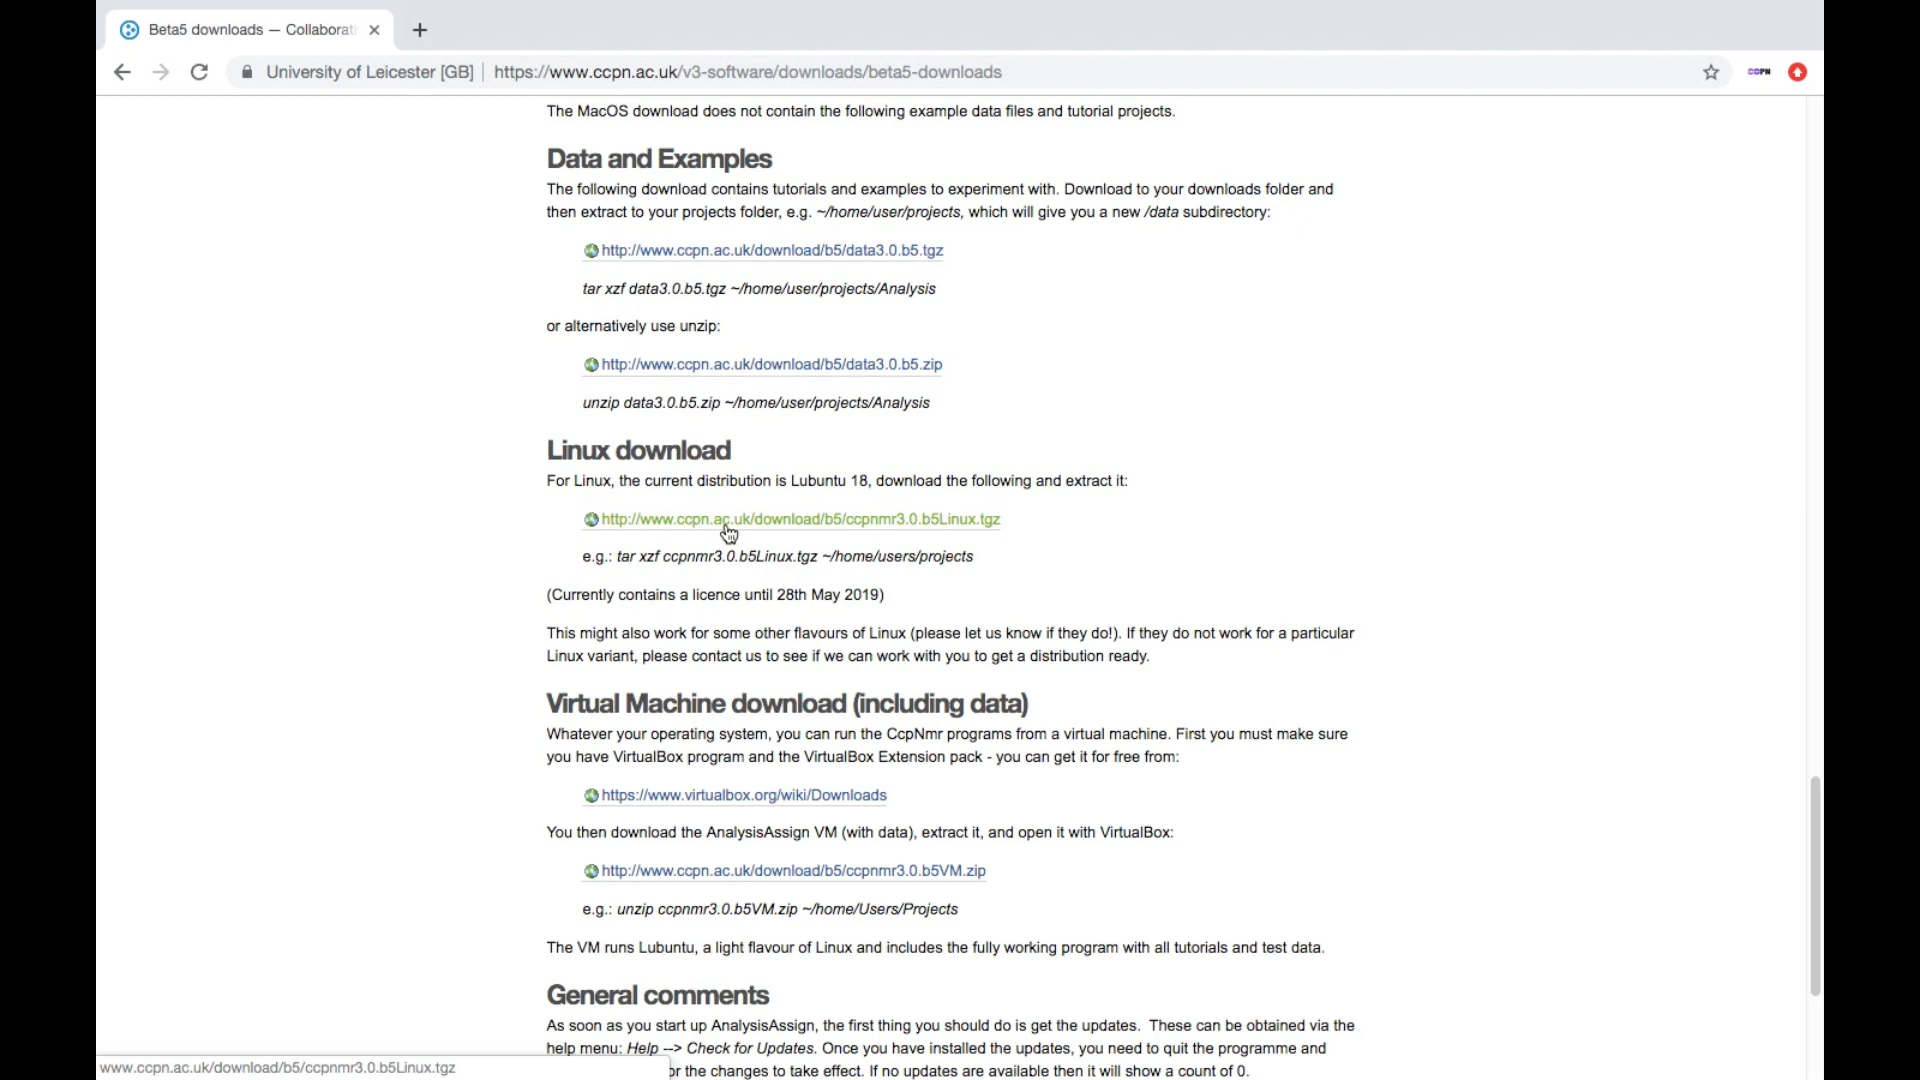 Beta5 downloads — Collaborati
University of Leicester [GB] https://www.ccpn.ac.uk/v3-software/downloads/beta5-downloads
CCPN
The MacOS download does not contain the following example data files and tutorial projects.
Data and Examples
The following download contains tutorials and examples to experiment with. Download to your downloads folder and
then extract to your projects folder, e.g. ~/home/user/projects, which will give you a new /data subdirectory:
http://www.ccpn.ac.uk/download/b5/data3.0.b5.tgz
tar xzf data3.0.b5.tgz ~/home/user/projects/Analysis
or alternatively use unzip:
http://www.ccpn.ac.uk/download/b5/data3.0.b5.zip
unzip data3.0.b5.zip ~/home/user/projects/Analysis
Linux download
For Linux, the current distribution is Lubuntu 18, download the following and extract it:
http://www.ccpn.ac.uk/download/b5/ccpnmr3.0.b5Linux.tgz
e.g.: tar xzf ccpnmr3.0.b5Linux.tgz ~/home/users/projects
(Currently contains a licence until 28th May 2019)
This might also work for some other flavours of Linux (please let us know if they do!). If they do not work for a particular
Linux variant, please contact us to see if we can work with you to get a distribution ready.
Virtual Machine download (including data)
Whatever your operating system, you can run the CcpNmr programs from a virtual machine. First you must make sure
you have VirtualBox program and the VirtualBox Extension pack - you can get it for free from:
https://www.virtualbox.org/wiki/Downloads
You then download the AnalysisAssign VM (with data), extract it, and open it with VirtualBox:
http://www.ccpn.ac.uk/download/b5/ccpnmr3.0.b5VM.zip
e.g.: unzip ccpnmr3.0.b5VM.zip ~/home/Users/Projects
The VM runs Lubuntu, a light flavour of Linux and includes the fully working program with all tutorials and test data.
General comments
As soon as you start up AnalysisAssign, the first thing you should do is get the updates. These can be obtained via the
help menu: Help --> Check for Updates. Once you have installed the updates, you need to quit the programme and
or the changes to take effect. If no updates are available then it will show a count of 0.
www.ccpn.ac.uk/download/b5/ccpnmr3.0.b5Linux.tgz